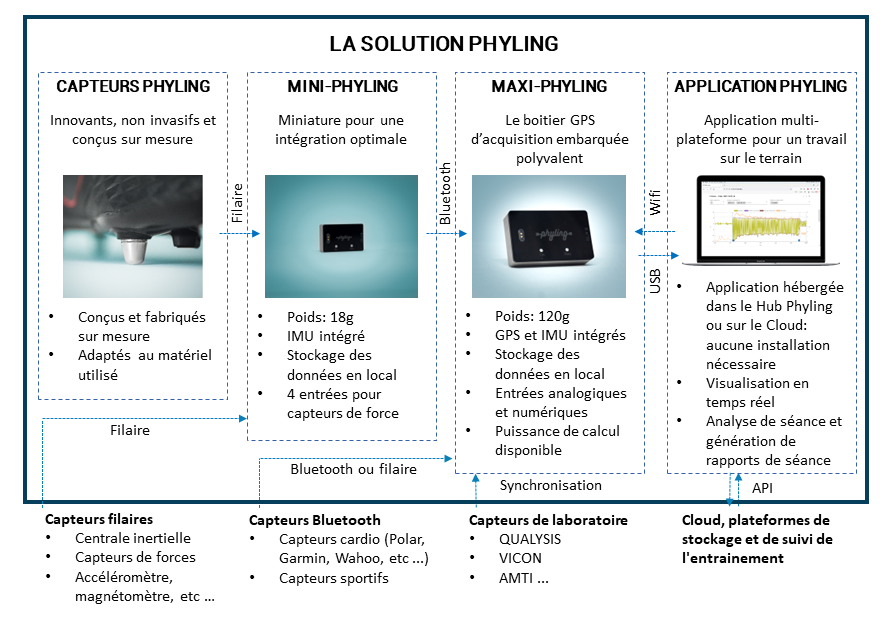 LA SOLUTION PHYLING
CAPTEURS PHYLING
Innovants, non invasifs et
conçus sur mesure
• Conçus et fabriqués
sur mesure
• Adaptés au matériel
utilisé
Filaire
MINI-PHYLING
Miniature pour une
intégration optimale
phyling
• Poids: 18g
• IMU intégré
• Stockage des
données en local
• 4 entrées pour
capteurs de force
Bluetooth
MAXI-PHYLING
Le boitier GPS
d'acquisition embarquée
polyvalent
phyling
• Poids: 120g
• GPS et IMU intégrés
• Stockage des
données en local
• Entrées analogiques
et numériques
• Puissance de calcul
disponible
Wifi
USB
APPLICATION PHYLING
Application multi-
plateforme pour un travail
sur le terrain
• Application hébergée
dans le Hub Phyling
ou sur le Cloud:
aucune installation
nécessaire
• Visualisation en
temps réel
• Analyse de séance et
génération de
rapports de séance
Filaire
Bluetooth ou filaire
Synchronisation
API
Capteurs filaires
• Centrale inertielle
• Capteurs de forces
• Accéléromètre,
magnétomètre, etc ...
Capteurs Bluetooth
• Capteurs cardio (Polar,
Garmin, Wahoo, etc ...)
• Capteurs sportifs
Capteurs de laboratoire
• QUALYSIS
• VICON
• AMTI ...
Cloud, plateformes de
stockage et de suivi de
l'entrainement